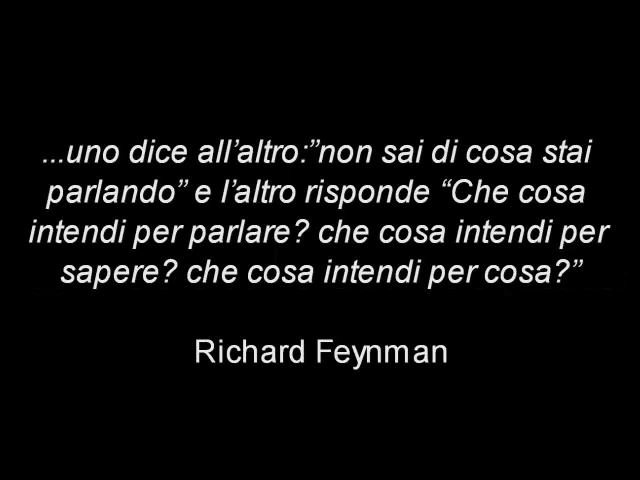 ...uno dice all’altro:”non sai di cosa stai
parlando” e l’altro risponde “Che cosa
intendi per parlare? che cosa intendi per
sapere? che cosa intendi per cosa?”
Richard Feynman